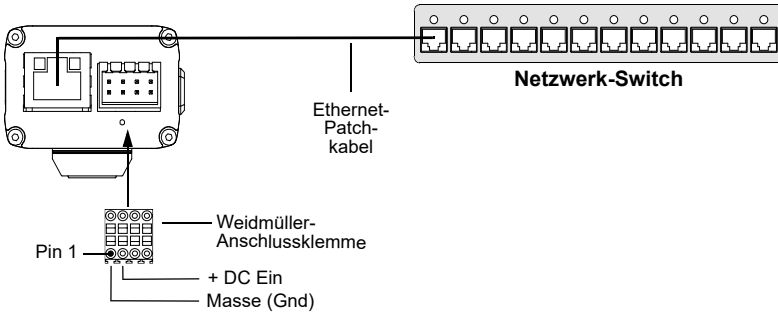 Netzwerk-Switch
Ethernet-
Patch-
kabel
Weidmüller-
Anschlussklemme
Pin 1
+ DC Ein
Masse (Gnd)